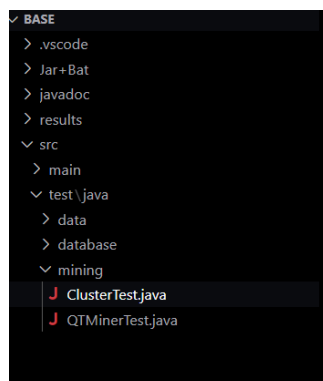 BASE
.vscode
Jar+Bat
javadoc
results
src
main
test\java
data
database
mining
J ClusterTest.java
J QTMinerTest.java